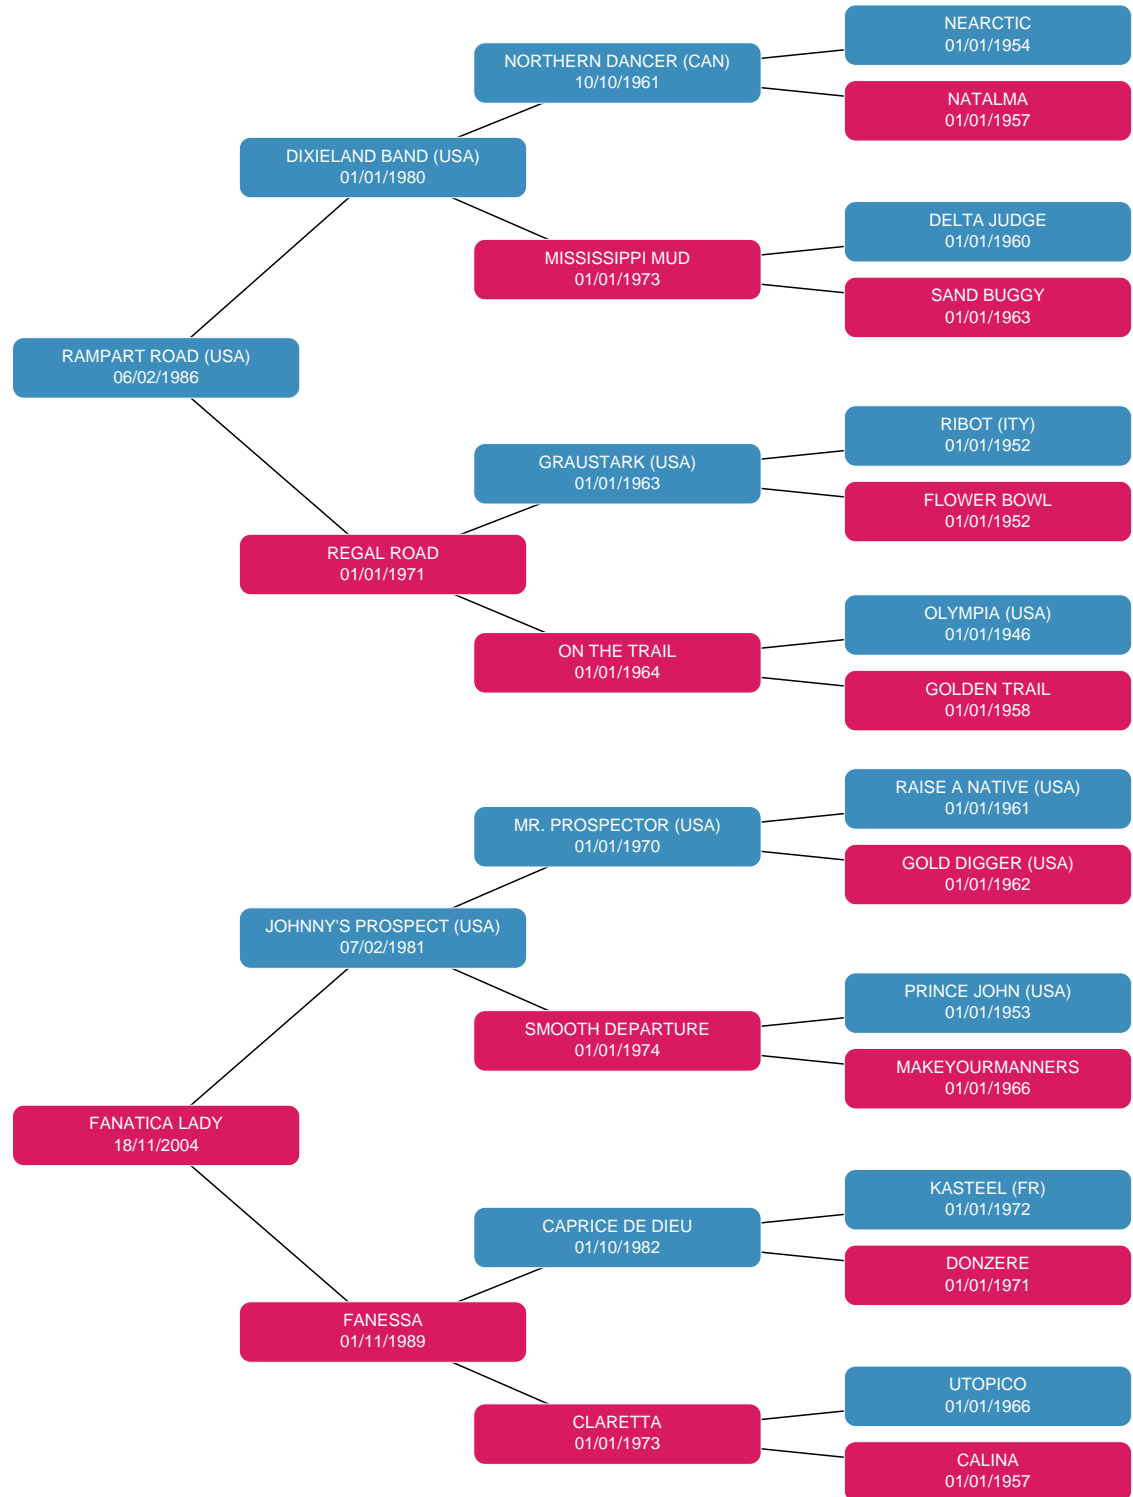 NEARCTIC
01/01/1954
NORTHERN DANCER (CAN)
10/10/1961
NATALMA
01/01/1957
DIXIELAND BAND (USA)
01/01/1980
DELTA JUDGE
01/01/1960
MISSISSIPPI MUD
01/01/1973
SAND BUGGY
01/01/1963
RAMPART ROAD (USA)
06/02/1986
RIBOT (ITY)
01/01/1952
GRAUSTARK (USA)
01/01/1963
FLOWER BOWL
01/01/1952
REGAL ROAD
01/01/1971
OLYMPIA (USA)
01/01/1946
ON THE TRAIL
01/01/1964
GOLDEN TRAIL
01/01/1958
RAISE A NATIVE (USA)
01/01/1961
MR. PROSPECTOR (USA)
01/01/1970
GOLD DIGGER (USA)
01/01/1962
JOHNNY'S PROSPECT (USA)
07/02/1981
PRINCE JOHN (USA)
01/01/1953
SMOOTH DEPARTURE
01/01/1974
MAKEYOURMANNERS
01/01/1966
FANATICA LADY
18/11/2004
KASTEEL (FR)
01/01/1972
CAPRICE DE DIEU
01/10/1982
DONZERE
01/01/1971
FANESSA
01/11/1989
UTOPICO
01/01/1966
CLARETTA
01/01/1973
CALINA
01/01/1957